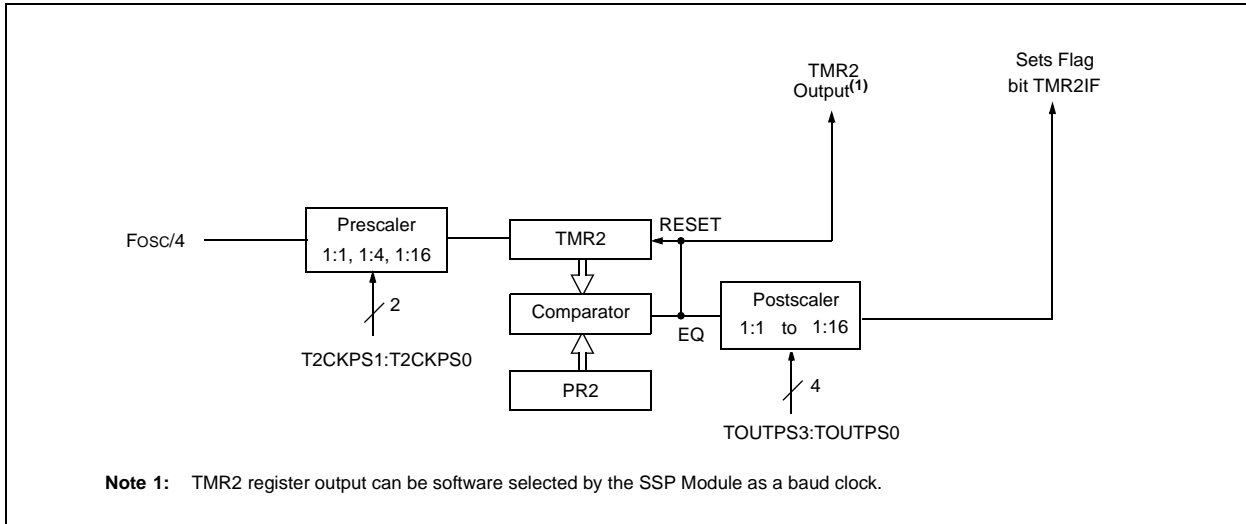 TMR2
Output(1)
Sets Flag
bit TMR2IF
Fosc/4
Prescaler
1:1, 1:4, 1:16
2
T2CKPS1:T2CKPS0
TMR2
RESET
Comparator
EQ
PR2
Postscaler
1:1 to 1:16
4
TOUTPS3:TOUTPS0
Note 1: TMR2 register output can be software selected by the SSP Module as a baud clock.